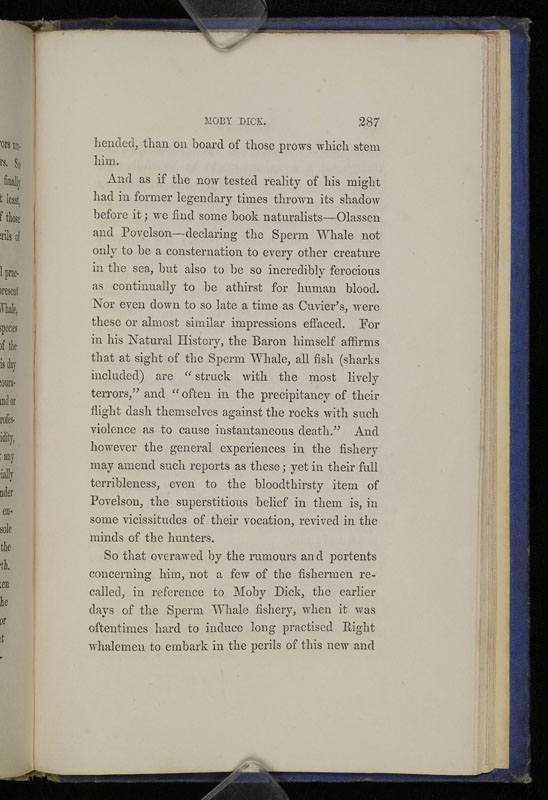 MOBY DICK. 287
hended, than on board of those prows which stem
him.
And as if the now tested reality of his might
had in former legendary times thrown its shadow
before it; we find some book naturalists—Olassen
and Povelson—declaring the Sperm Whale not
only to be a consternation to every other creature
in the sea, but also to be so incredibly ferocious
as continually to be athirst for human blood.
Nor even down to so late a time as Cuvier's, were
these or almost similar impressions effaced. For
in his Natural History, the Baron himself affirms
that at sight of the Sperm Whale, all fish (sharks
included) are "struck with the most lively
terrors," and "often in the precipitancy of their
flight dash themselves against the rocks with such
violence as to cause instantaneous death." And
however the general experiences in the fishery
may amend such reports as these; yet in their full
terribleness, even to the bloodthirsty item of
Povelson, the superstitious belief in them is, in
some vicissitudes of their vocation, revived in the
minds of the hunters.
So that overawed by the rumours and portents
concerning him, not a few of the fishermen re-
called, in reference to Moby Dick, the earlier
days of the Sperm Whale fishery, when it was
oftentimes hard to induce long practised Right
whalemen to embark in the perils of this new and